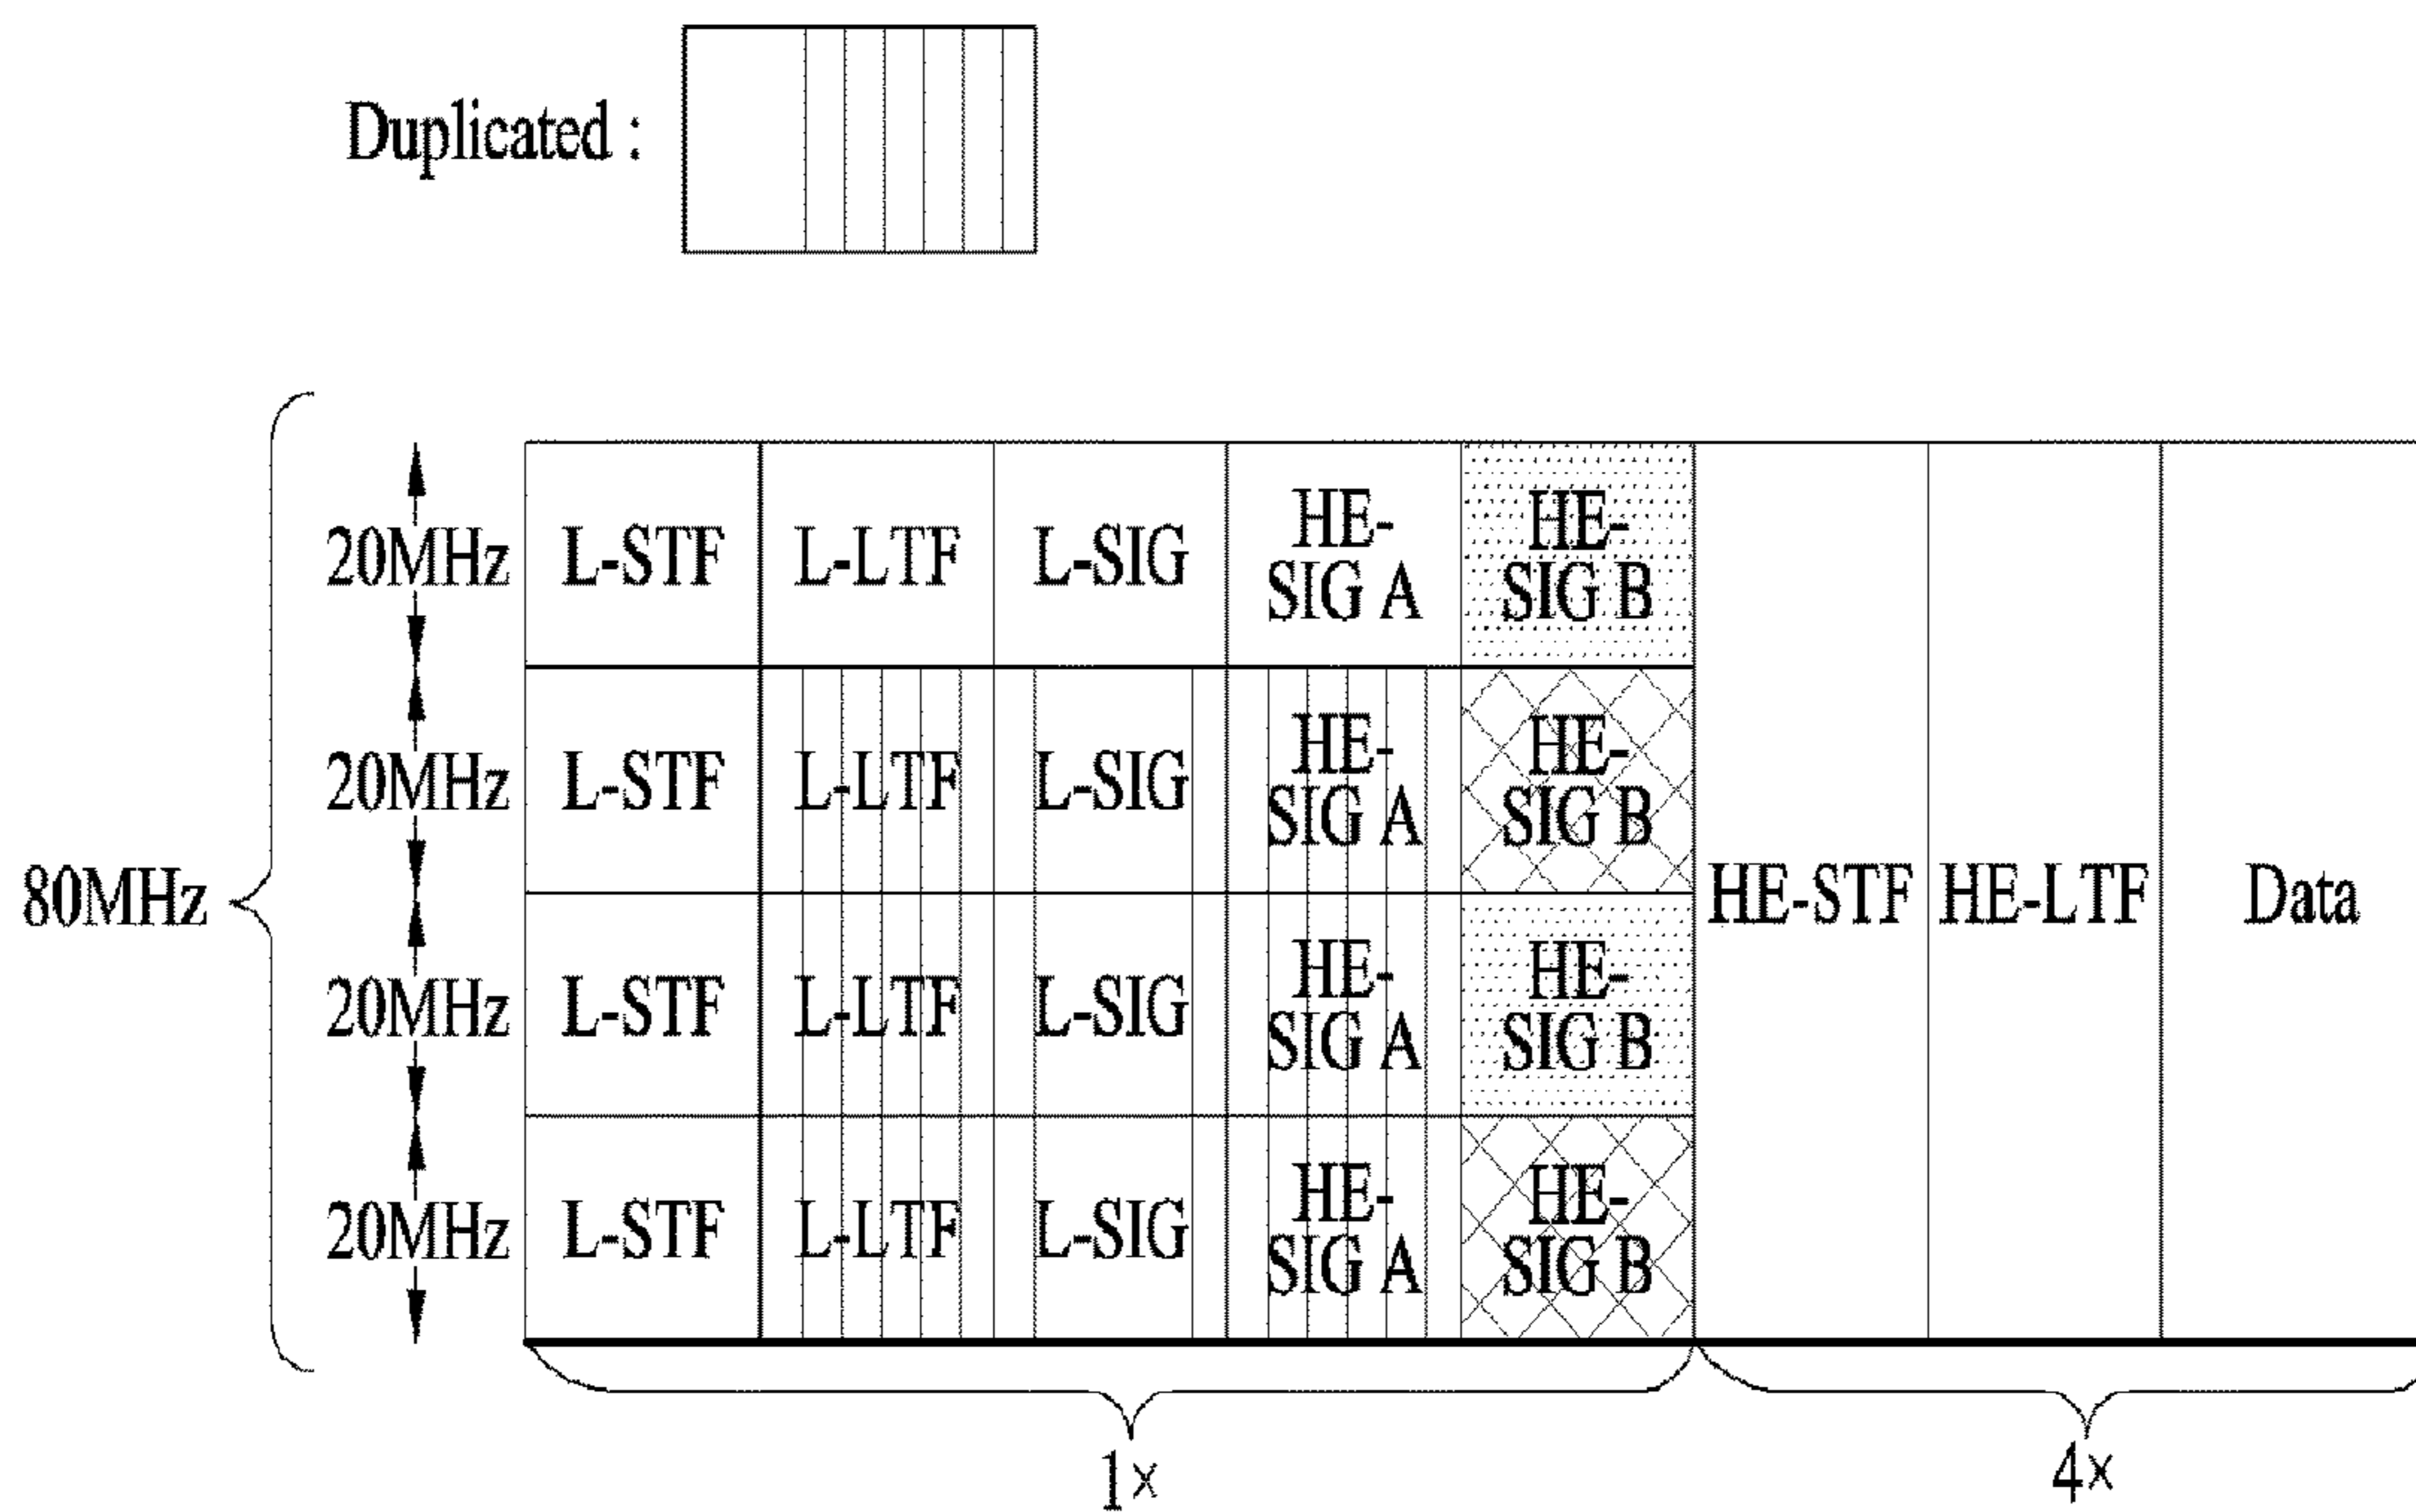 Duplicated :
80MHz
20MHz L-STF L-LTF L-SIG HE-SIG A HE-SIG B
20MHz L-STF L-LTF L-SIG HE-SIG A HE-SIG B
20MHz L-STF L-LTF L-SIG HE-SIG A HE-SIG B
20MHz L-STF L-LTF L-SIG HE-SIG A HE-SIG B
HE-STF HE-LTF Data
1× 4×